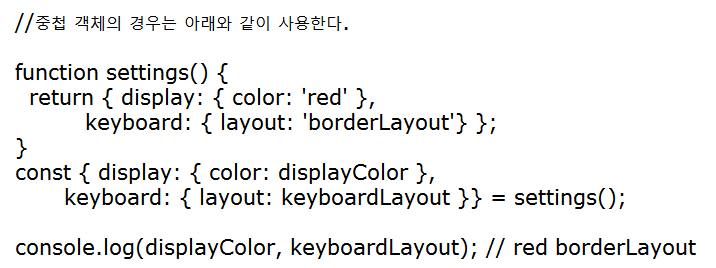 //중첩 객체의 경우는 아래와 같이 사용한다.
function settings() {
return { display: { color: 'red' },
keyboard: { layout: 'borderLayout'} };
}
const { display: { color: displayColor },
keyboard: { layout: keyboardLayout }} = settings();
console.log(displayColor, keyboardLayout); // red borderLayout